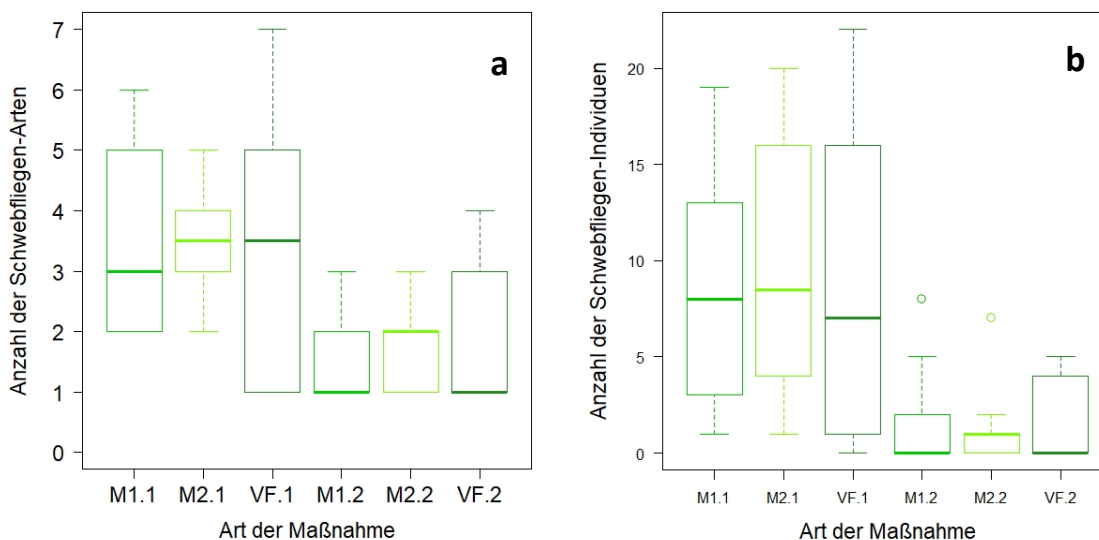 a
Anzahl der Schwebfliegen-Arten
7
6
5
4
3
2
1
0
M1.1 M2.1 VF.1 M1.2 M2.2 VF.2
Art der Maßnahme
b
Anzahl der Schwebfliegen-Individuen
20
15
10
5
0
M1.1 M2.1 VF.1 M1.2 M2.2 VF.2
Art der Maßnahme